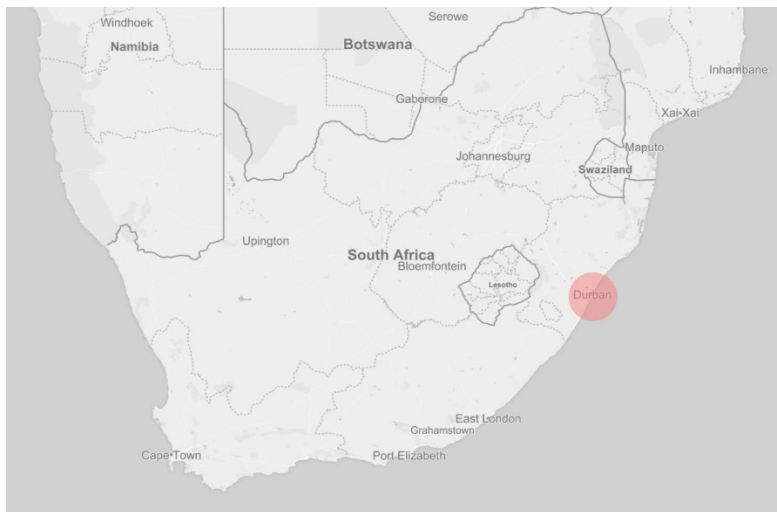 Serowe
Windhoek
Namibia
Botswana
Inhambane
Gaborone
Xai-Xai
Maputo
Johannesburg
Swaziland
Upington
South Africa
Bloemfontein
Lesotho
Durban
East London
Grahamstown
Cape Town
Port Elizabeth